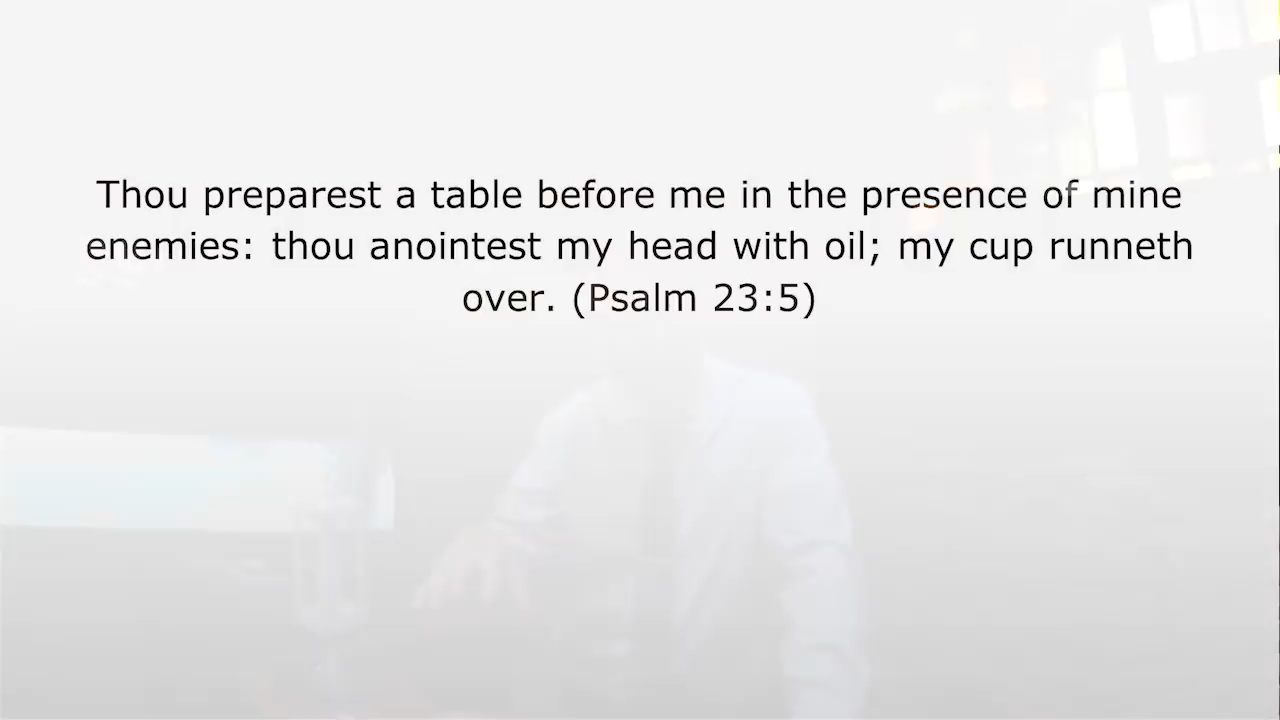 Thou preparest a table before me in the presence of mine
enemies: thou anointest my head with oil; my cup runneth
over. (Psalm 23:5)